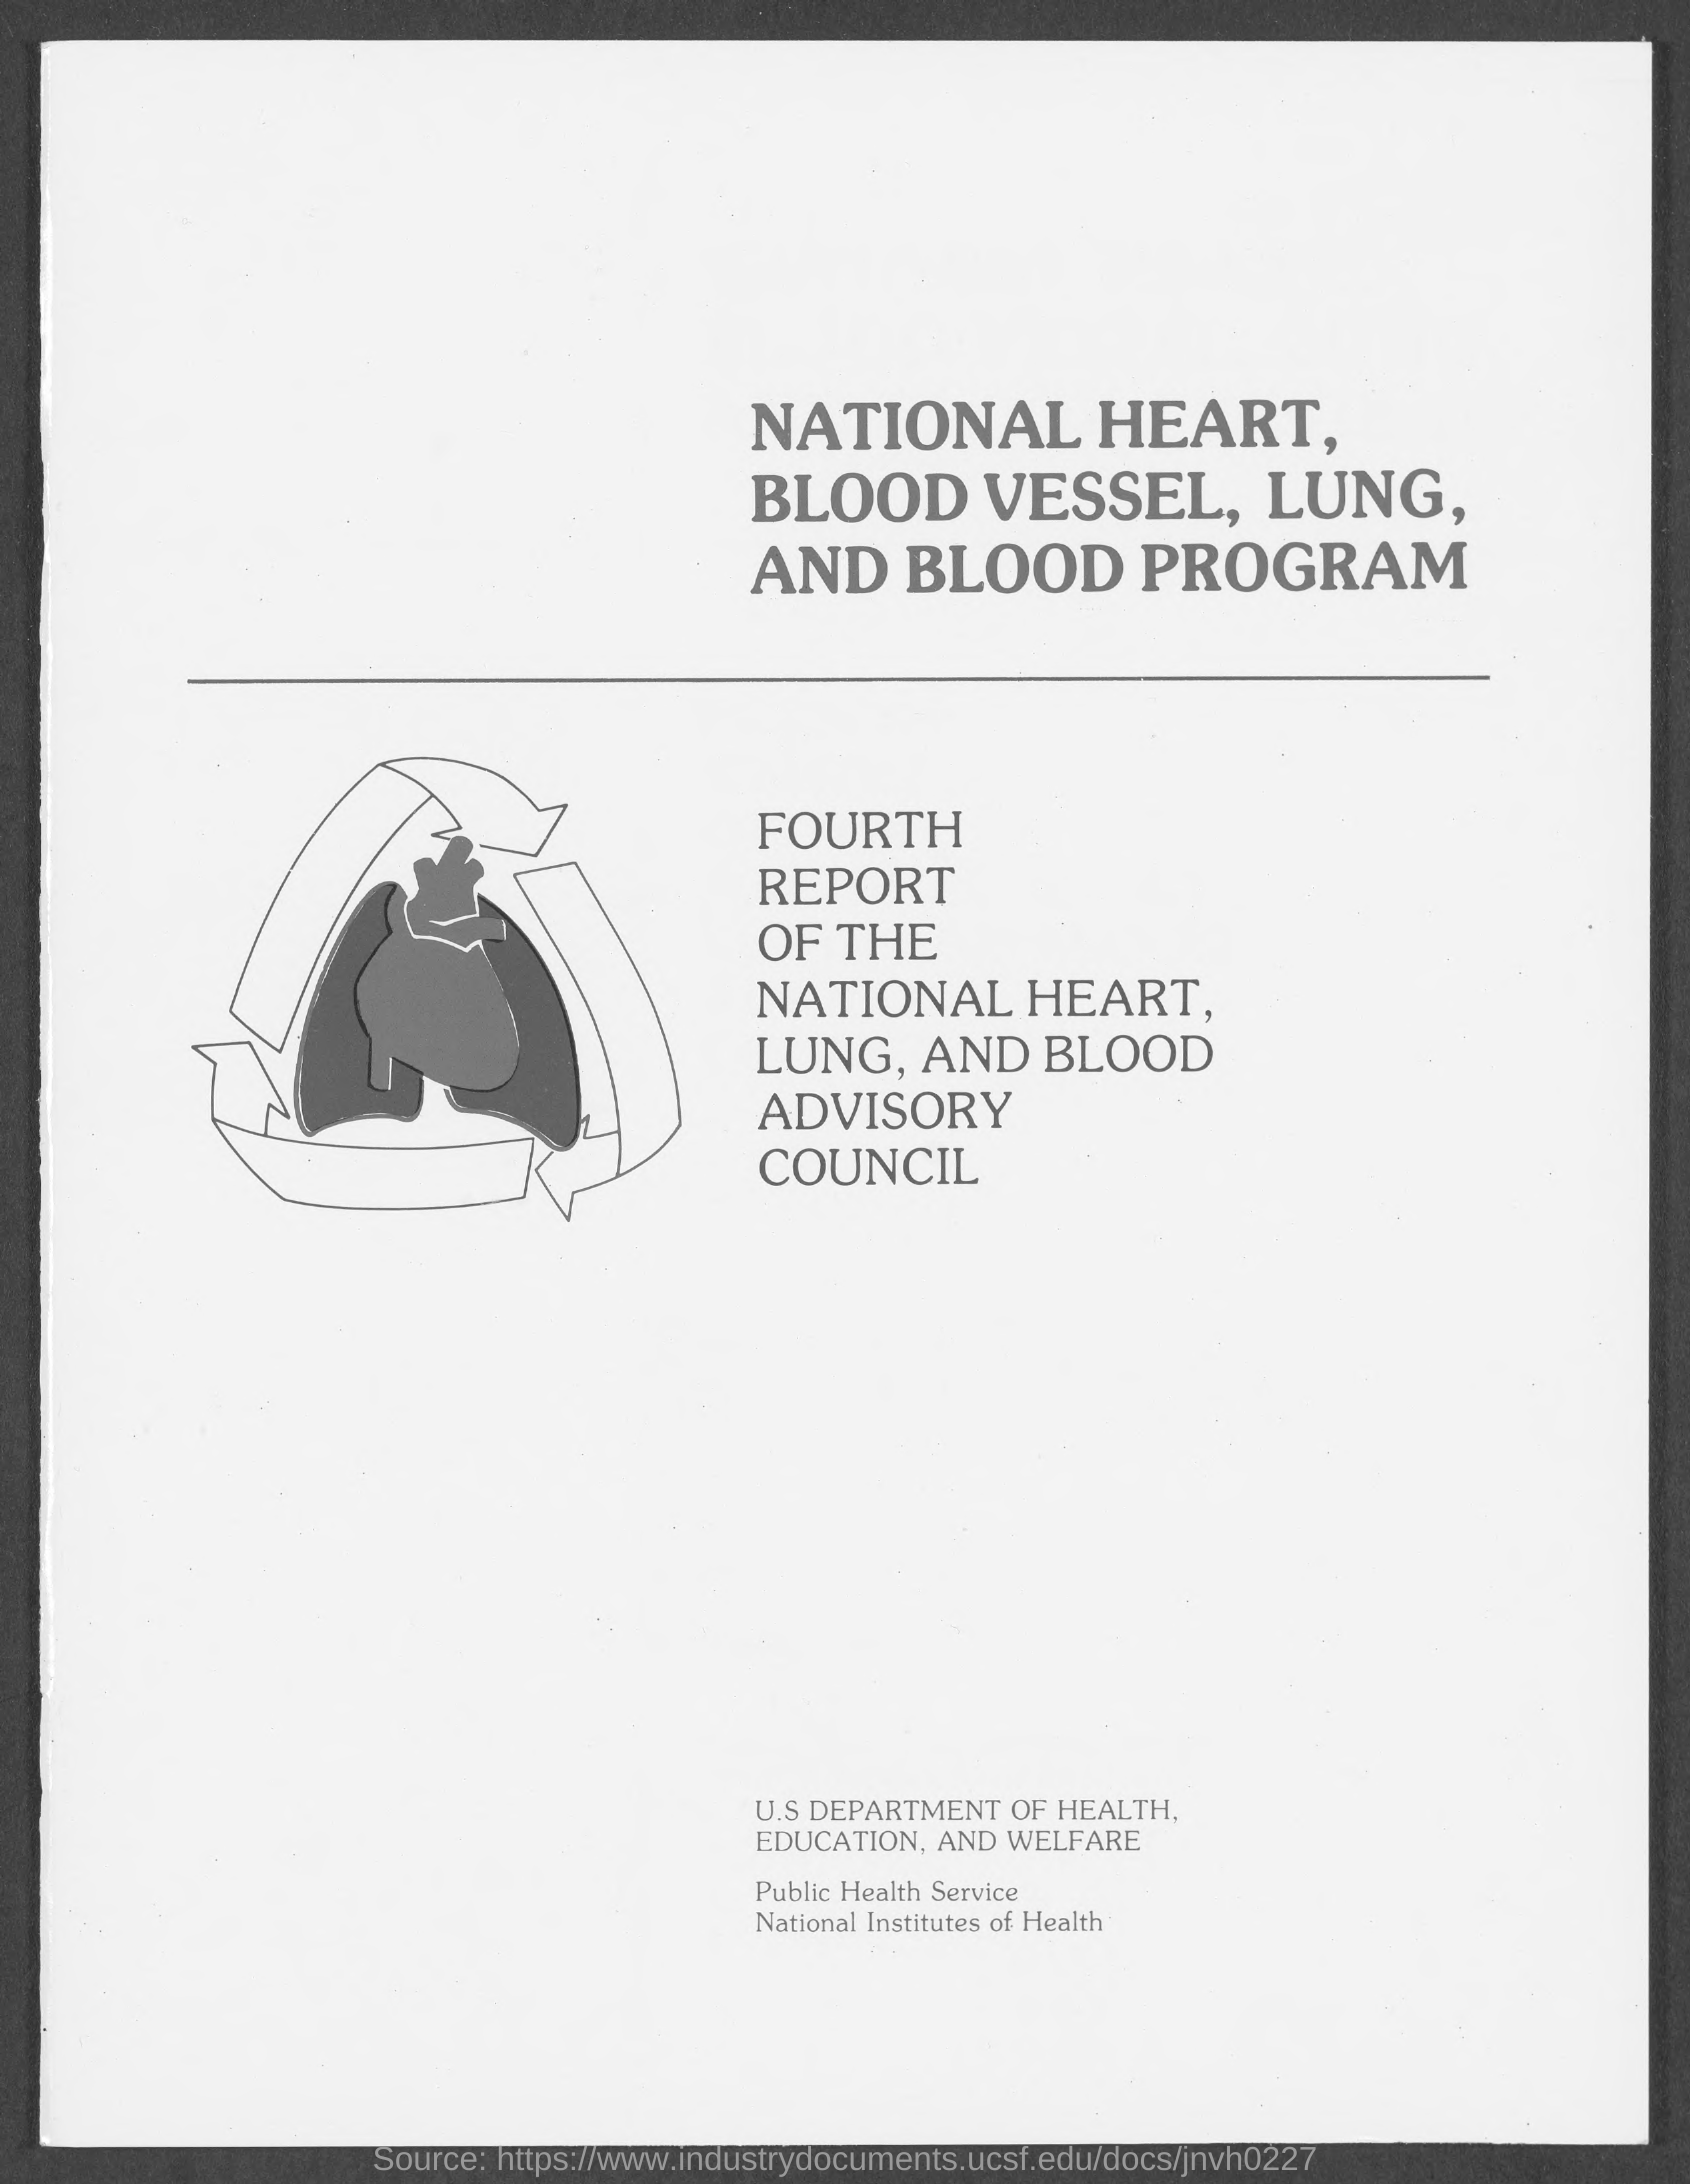 NATIONAL HEART,
BLOOD VESSEL, LUNG,
AND BLOOD PROGRAM
FOURTH
REPORT
OF THE
NATIONAL HEART,
LUNG, AND BLOOD
ADVISORY
COUNCIL
U.S DEPARTMENT OF HEALTH,
EDUCATION, AND WELFARE
Public Health Service
National Institutes of Health
Source: https://www.industrydocuments.ucsf.edu/docs/jnvh0227